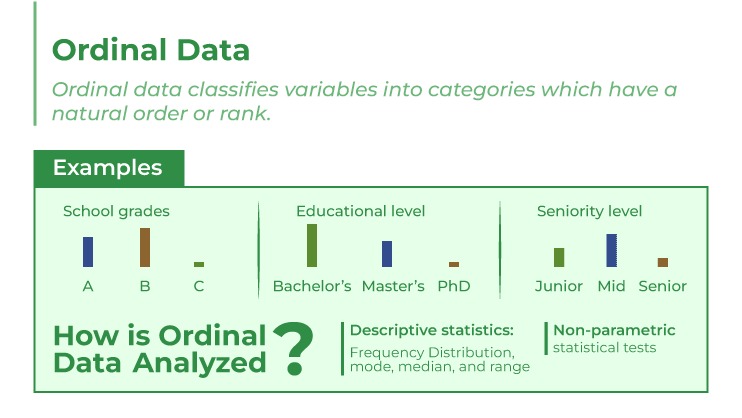 Ordinal Data
Ordinal data classifies variables into categories which have a
natural order or rank.
Examples
School grades
A B C
Educational level
Bachelor's Master's PhD
Seniority level
Junior Mid Senior
How is Ordinal
Data Analyzed
?
Descriptive statistics:
Frequency Distribution,
mode, median, and range
Non-parametric
statistical tests